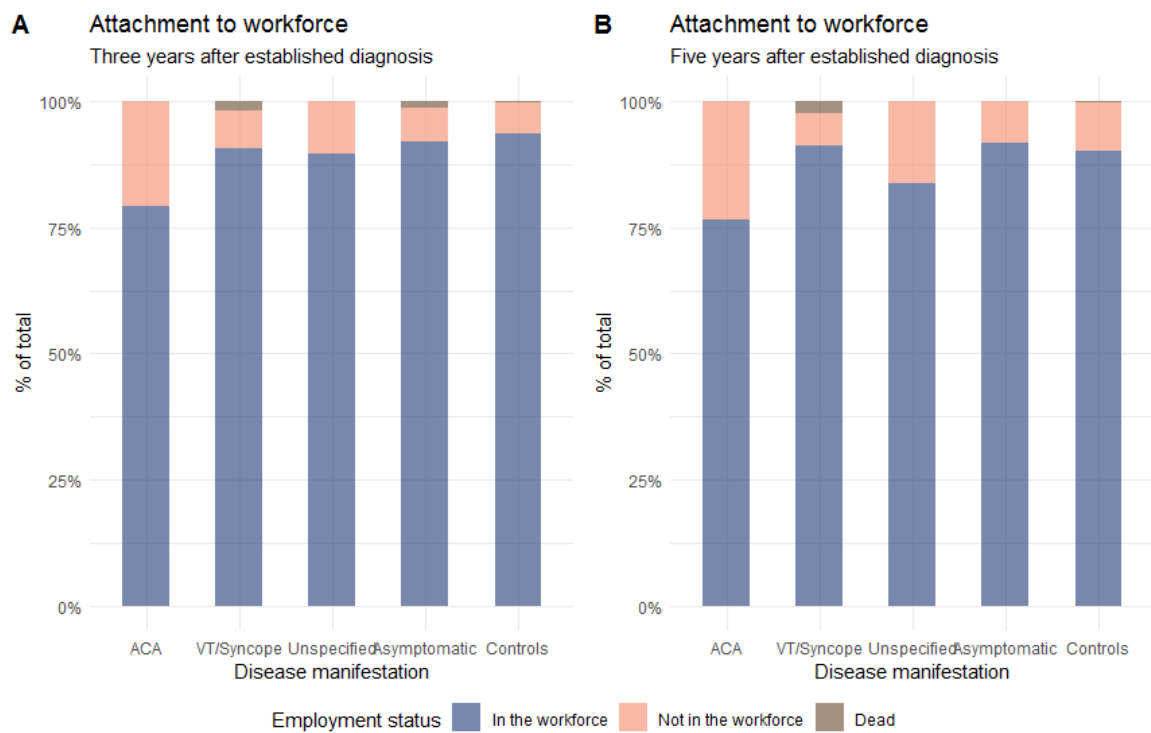 A
Attachment to workforce
Three years after established diagnosis
100%
75%
50%
25%
0%
% of total
ACA
VT/Syncope
Unspecified
Asymptomatic
Controls
Disease manifestation
B
Attachment to workforce
Five years after established diagnosis
100%
75%
50%
25%
0%
% of total
ACA
VT/Syncope
Unspecified
Asymptomatic
Controls
Disease manifestation
Employment status In the workforce Not in the workforce Dead